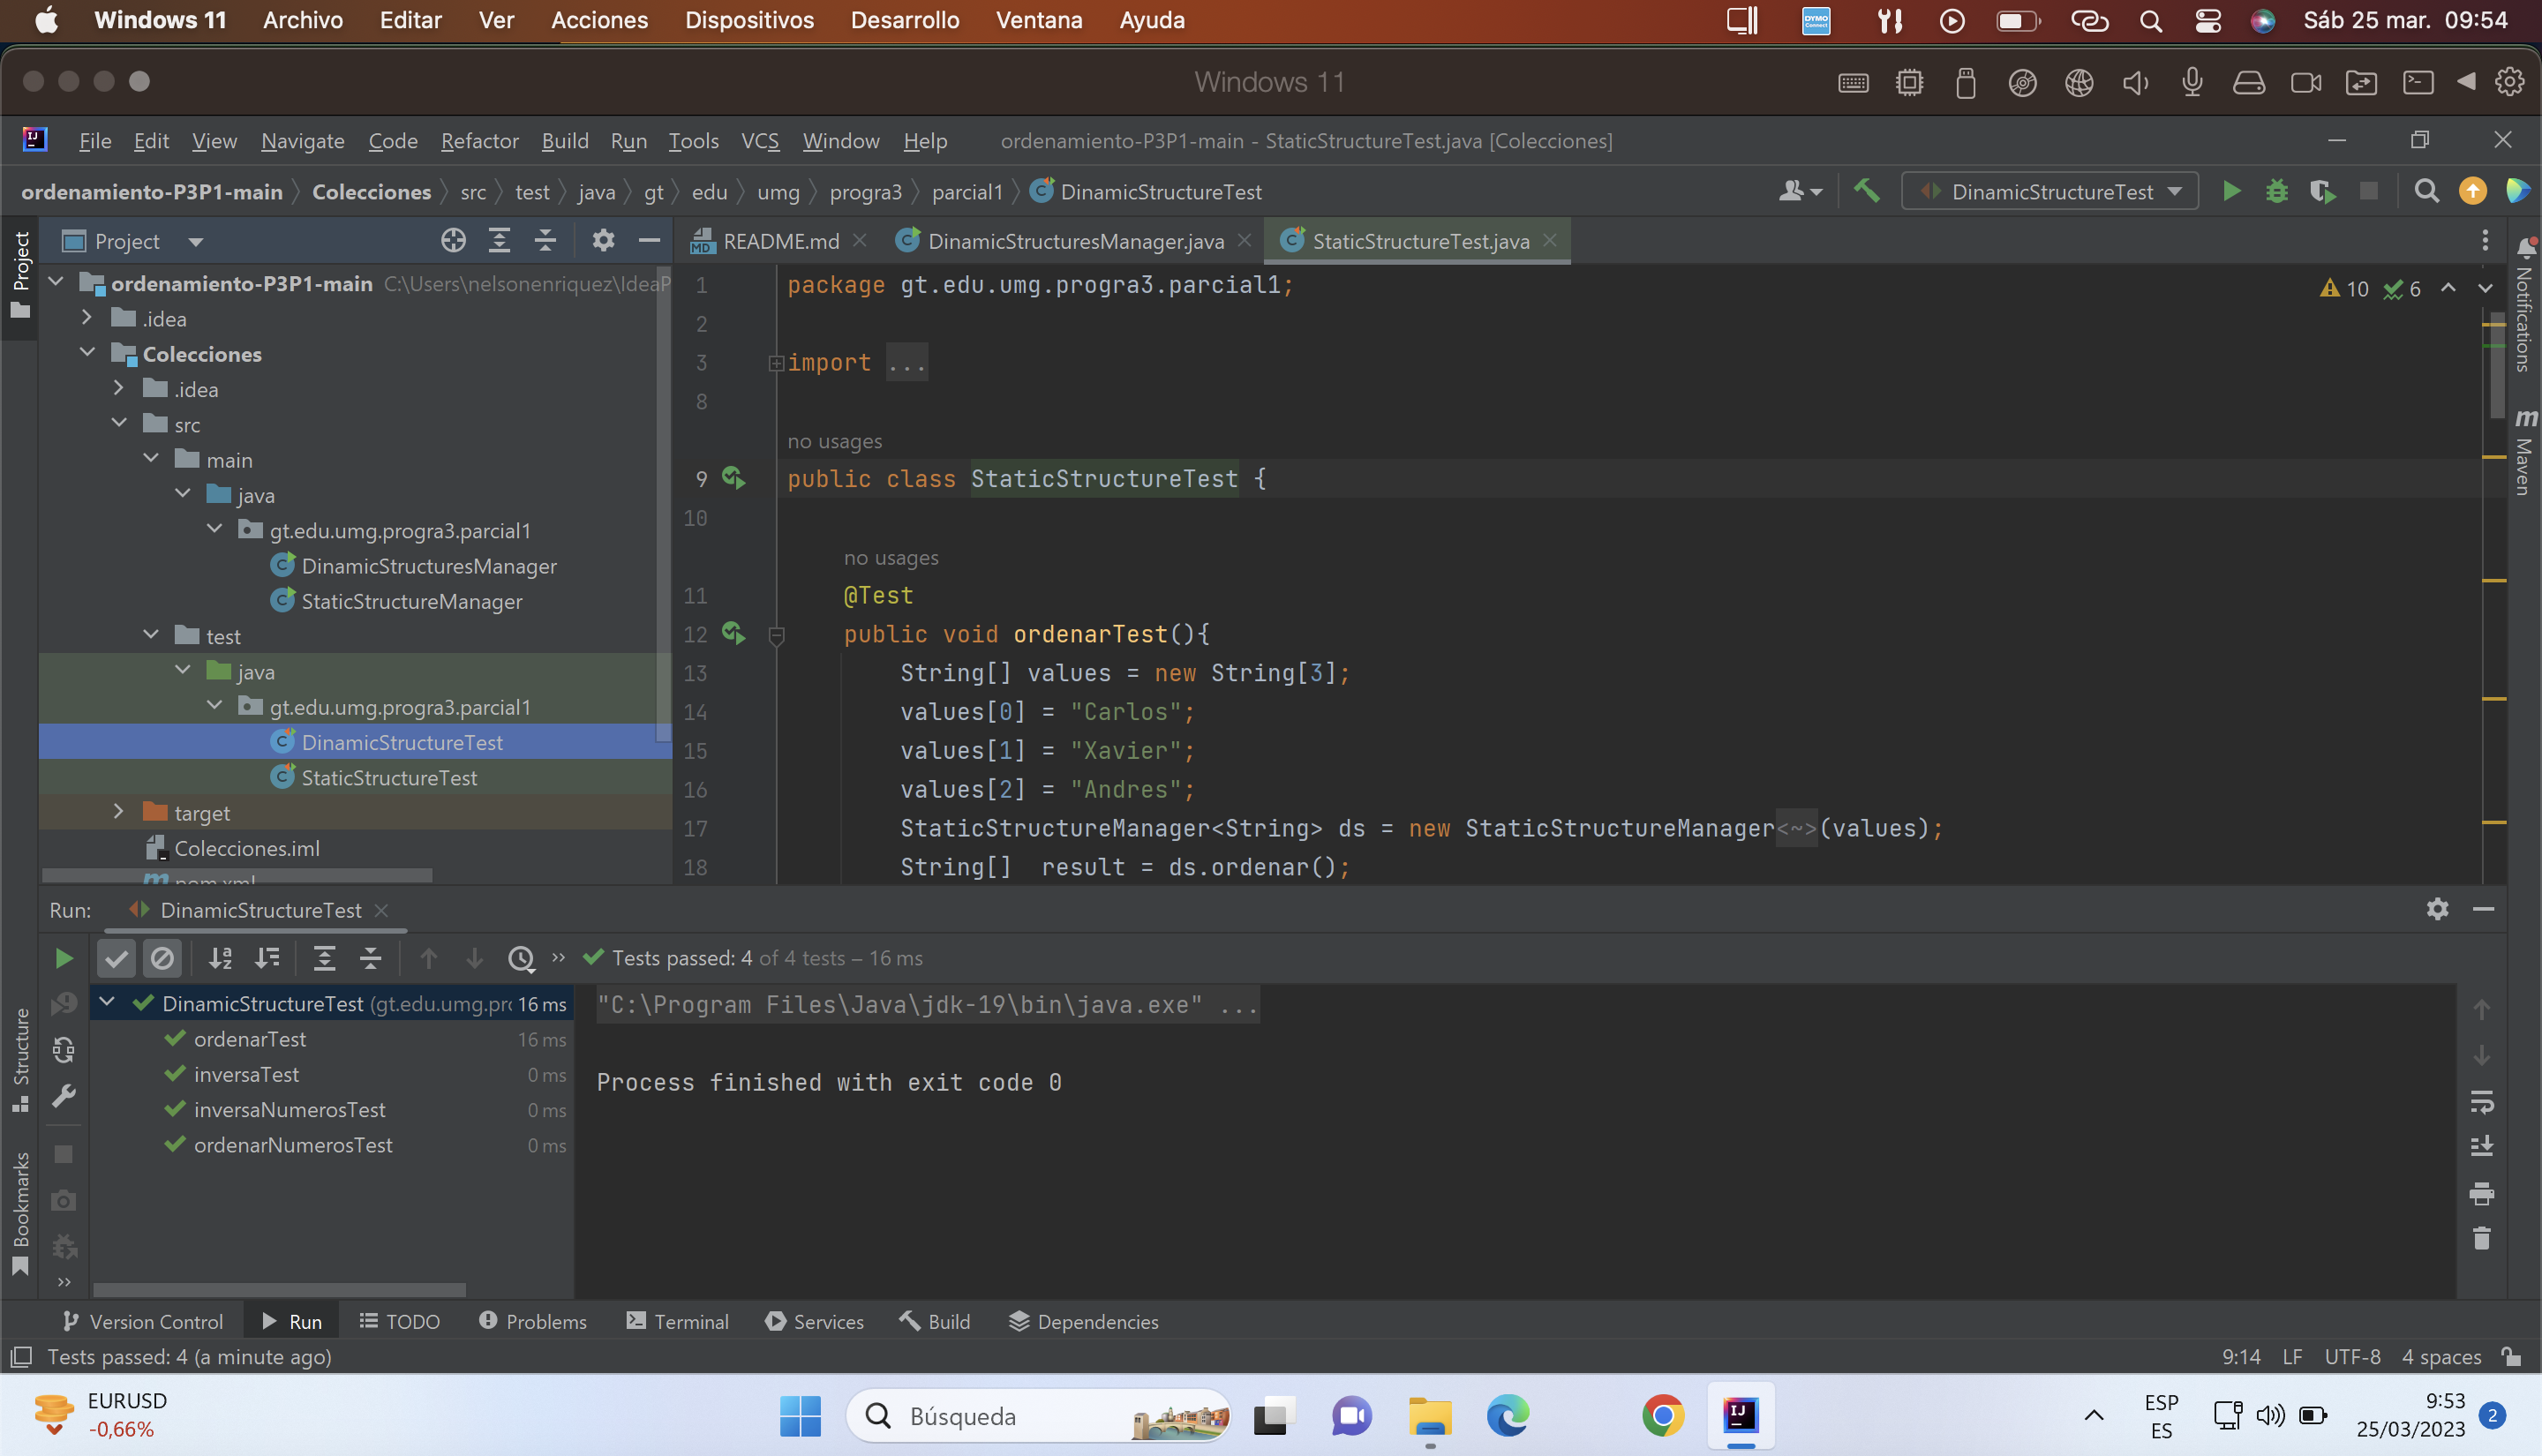 Windows 11 Archivo Editar Ver Acciones Dispositivos Desarrollo Ventana Ayuda Sáb 25 mar. 09:54
Windows 11
File Edit View Navigate Code Refactor Build Run Tools VCS Window Help ordenamiento-P3P1-main - StaticStructureTest.java [Colecciones]
ordenamiento-P3P1-main Colecciones src test java gt edu umg progra3 parcial1 DinamicStructureTest DinamicStructureTest
Project
Project
README.md DinamicStructuresManager.java StaticStructureTest.java
ordenamiento-P3P1-main C:\Users\nelsonenriquez\IdeaP
.idea
Colecciones
.idea
src
main
java
gt.edu.umg.progra3.parcial1
DinamicStructuresManager
StaticStructureManager
test
java
gt.edu.umg.progra3.parcial1
DinamicStructureTest
StaticStructureTest
target
Colecciones.iml
pom.xml
10 6
1 package gt.edu.umg.progra3.parcial1;
2
3 import ...
8
no usages
9 public class StaticStructureTest {
10
no usages
11 @Test
12 public void ordenarTest(){
13 String[] values = new String[3];
14 values[0] = "Carlos";
15 values[1] = "Xavier";
16 values[2] = "Andres";
17 StaticStructureManager<String> ds = new StaticStructureManager<~>(values);
18 String[] result = ds.ordenar();
Notifications
Maven
Run: DinamicStructureTest
Tests passed: 4 of 4 tests – 16 ms
DinamicStructureTest (gt.edu.umg.pro 16 ms
ordenarTest 16 ms
inversaTest 0 ms
inversaNumerosTest 0 ms
ordenarNumerosTest 0 ms
"C:\Program Files\Java\jdk-19\bin\java.exe" ...
Process finished with exit code 0
Structure
Bookmarks
Version Control Run TODO Problems Terminal Services Build Dependencies
Tests passed: 4 (a minute ago) 9:14 LF UTF-8 4 spaces
EURUSD
-0,66%
Búsqueda
ESP
ES
9:53
25/03/2023
2